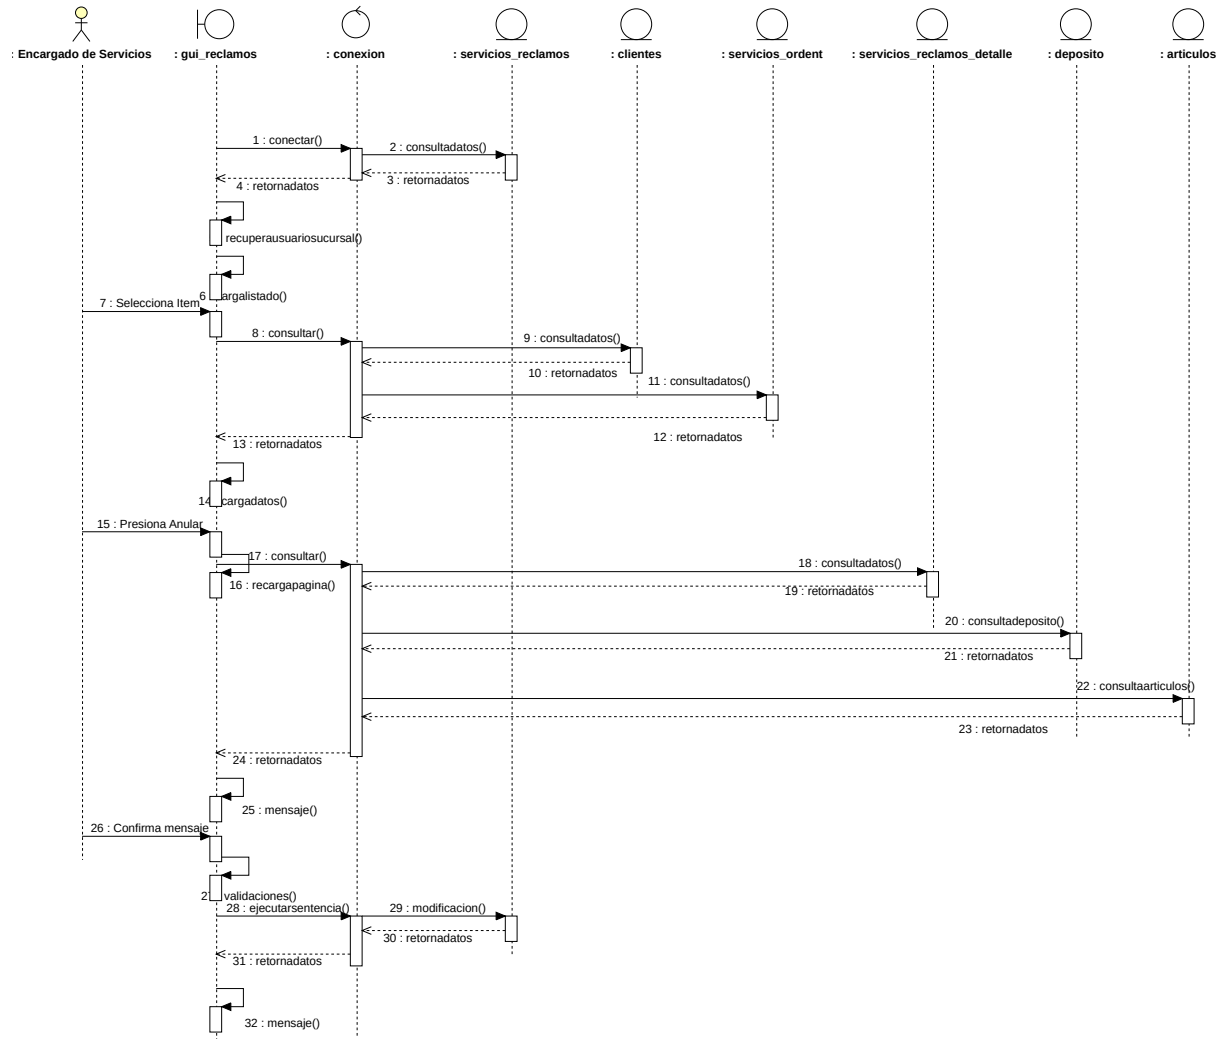 : Encargado de Servicios
: gui_reclamos
: conexion
: servicios_reclamos
: clientes
: servicios_ordent
: servicios_reclamos_detalle
: deposito
: articulos
1 : conectar()
2 : consultadatos()
3 : retornadatos
4 : retornadatos
recuperausuariosucursal()
6 argalistado()
7 : Selecciona Item
8 : consultar()
9 : consultadatos()
10 : retornadatos
11 : consultadatos()
12 : retornadatos
13 : retornadatos
14 cargadatos()
15 : Presiona Anular
17 : consultar()
16 : recargapagina()
18 : consultadatos()
19 : retornadatos
20 : consultadeposito()
21 : retornadatos
22 : consultaarticulos()
23 : retornadatos
24 : retornadatos
25 : mensaje()
26 : Confirma mensaje
27 validaciones()
28 : ejecutarsentencia()
29 : modificacion()
30 : retornadatos
31 : retornadatos
32 : mensaje()